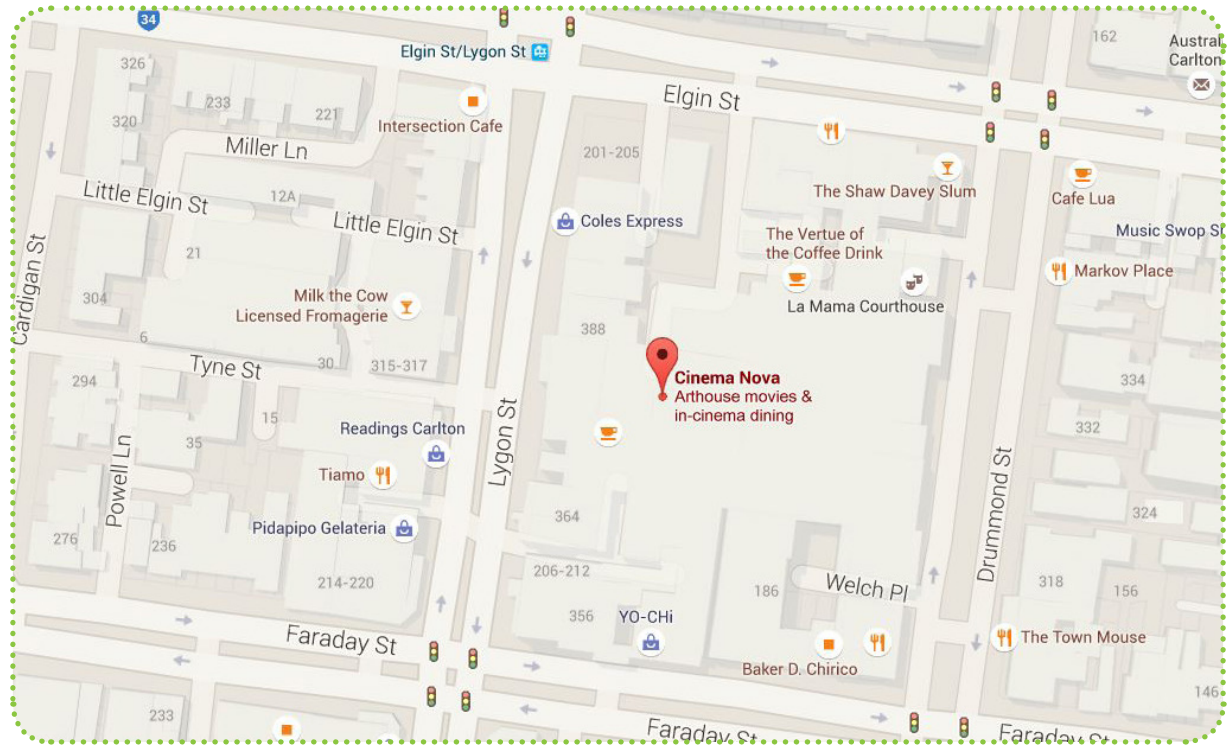 34
Elgin St/Lygon St
162
Austral
Carlton
326
233
221
320
Elgin St
Intersection Cafe
Miller Ln
201-205
The Shaw Davey Slum
Cafe Lua
Little Elgin St
12A
Little Elgin St
Coles Express
Music Swop S
The Vertue of
the Coffee Drink
21
Markov Place
Cardigan St
304
Milk the Cow
Licensed Fromagerie
La Mama Courthouse
388
6
Tyne St
30
315-317
Cinema Nova
Arthouse movies &
in-cinema dining
294
334
15
332
Readings Carlton
35
Lygon St
Tiamo
Powell Ln
Drummond St
364
324
Pidapipo Gelateria
276
236
214-220
206-212
186
Welch Pl
318
156
356
YO-CHi
Faraday St
The Town Mouse
Baker D. Chirico
146
233
Faraday St
Faraday St